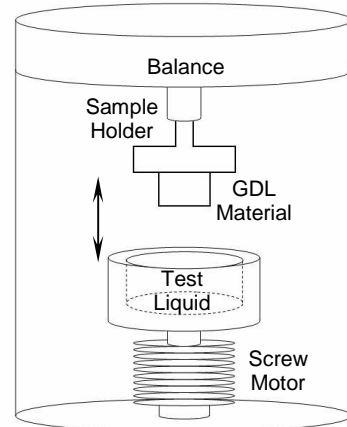 Balance
Sample
Holder
GDL
Material
Test
Liquid
Screw
Motor